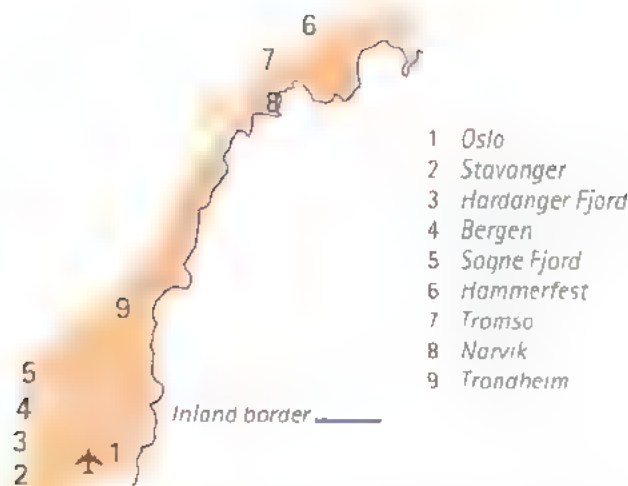 6
7
8
9
5
4
3
2
1
1 Oslo
2 Stavanger
3 Hardanger Fjord
4 Bergen
5 Sogne Fjord
6 Hammerfest
7 Tromso
8 Narvik
9 Trondheim
Inland border